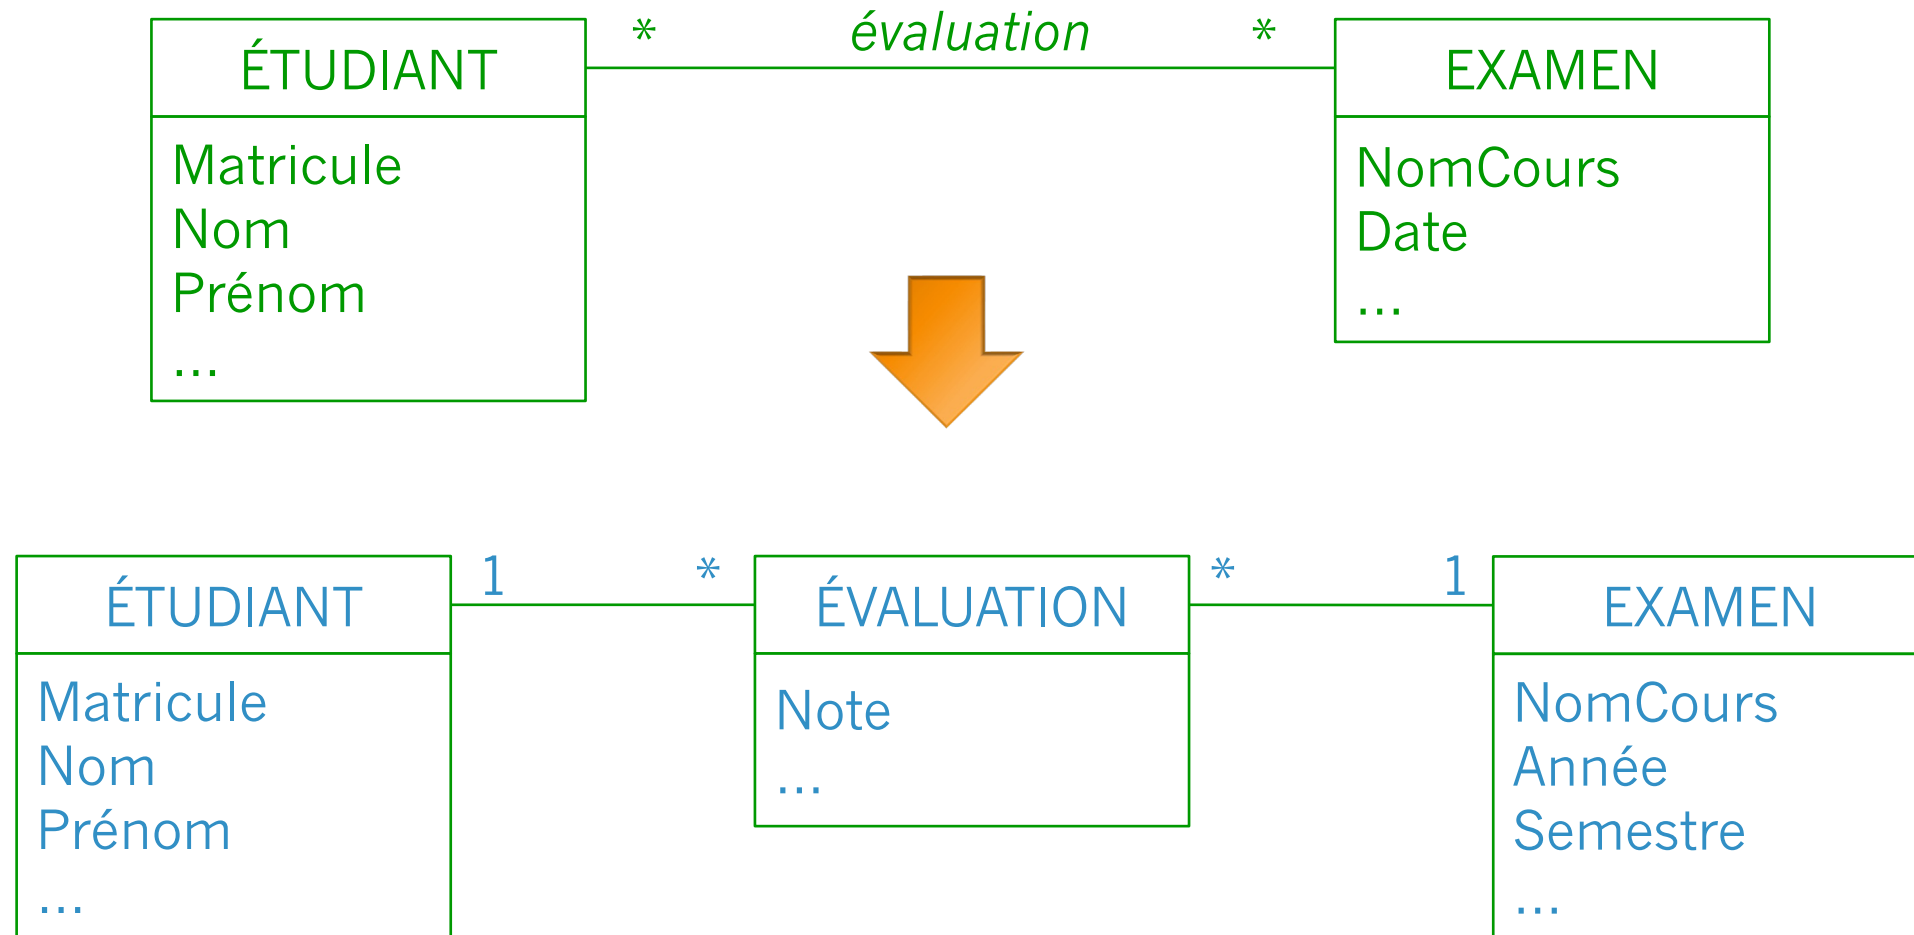 ÉTUDIANT
* évaluation *
EXAMEN
Matricule
Nom
Prénom
...
NomCours
Date
...
ÉTUDIANT
1 *
ÉVALUATION
* 1
EXAMEN
Matricule
Nom
Prénom
...
Note
...
NomCours
Année
Semestre
...